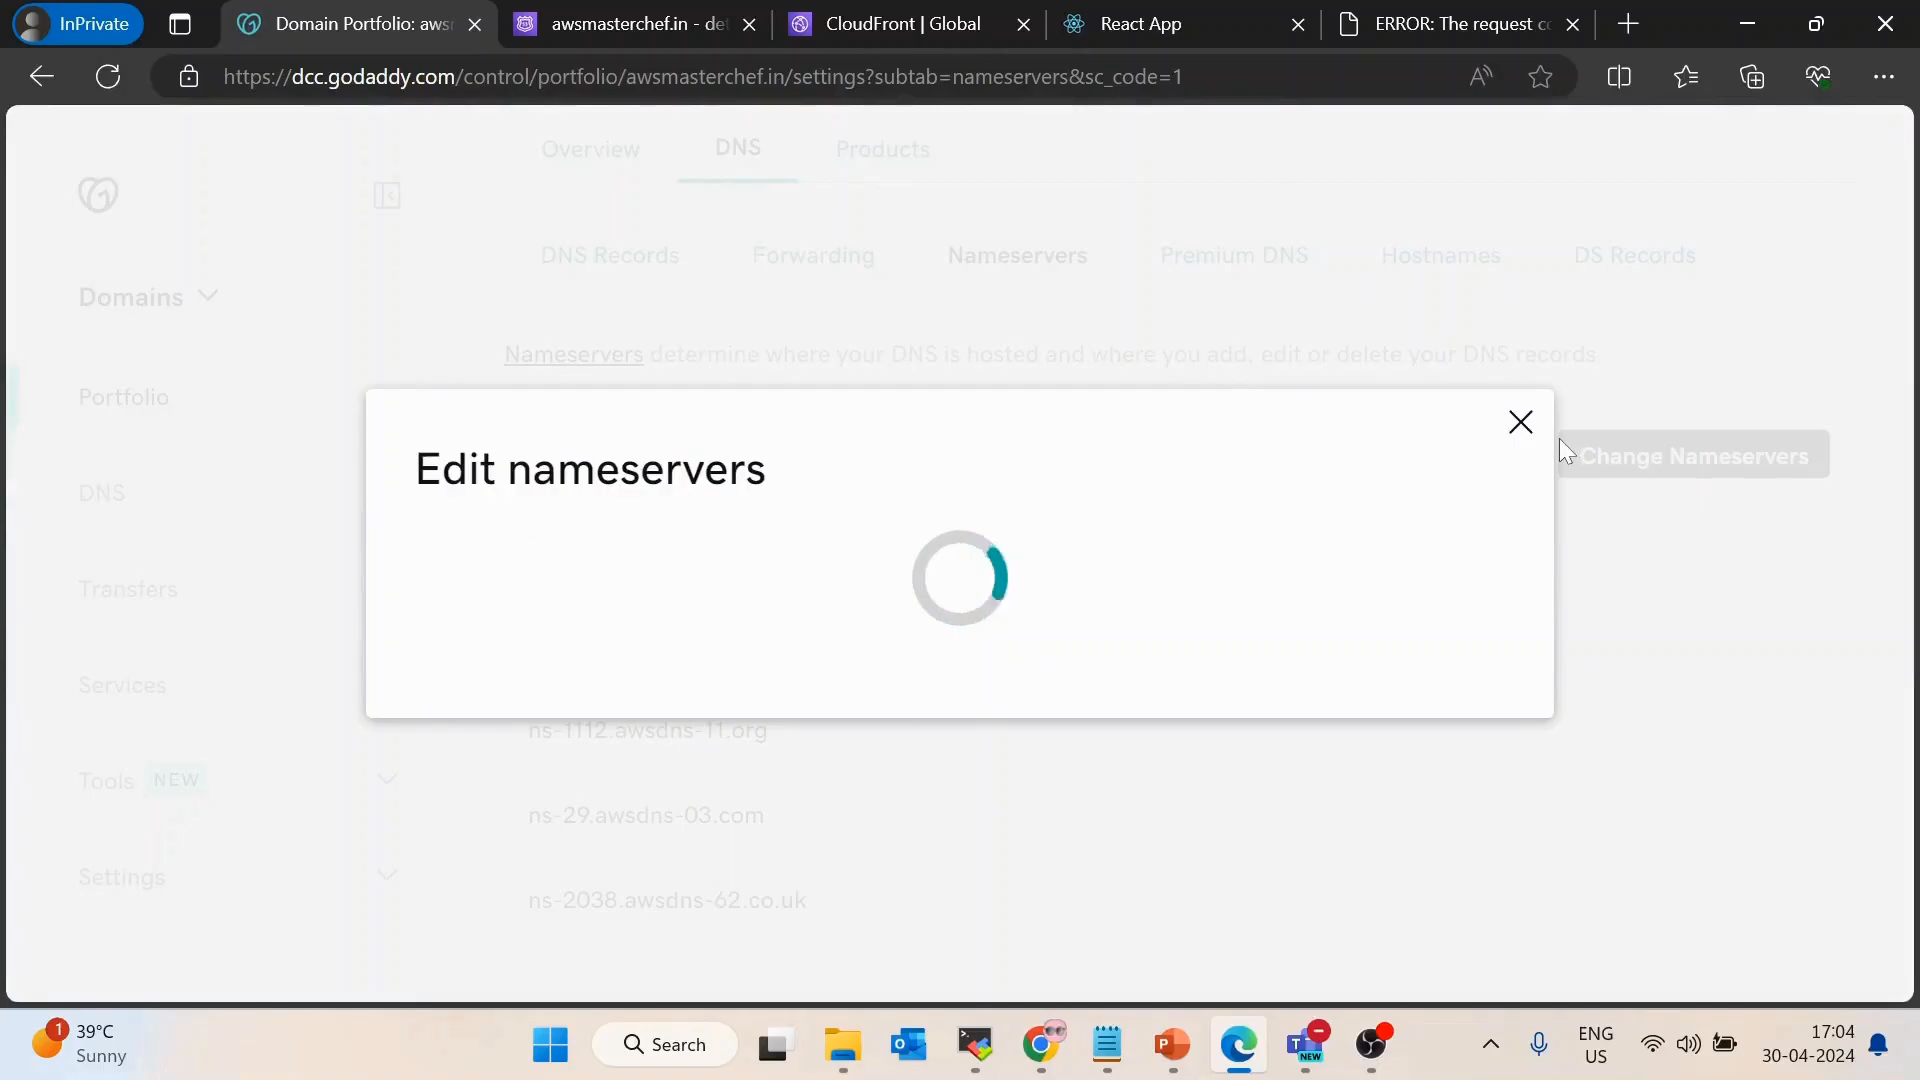 InPrivate
Domain Portfolio: aws
awsmasterchef.in - de
CloudFront | Global
React App
ERROR: The request c
https://dcc.godaddy.com/control/portfolio/awsmasterchef.in/settings?subtab=nameservers&sc_code=1
Overview
DNS
Products
DNS Records
Forwarding
Nameservers
Premium DNS
Hostnames
DS Records
Domains
Nameservers determine where your DNS is hosted and where you add, edit or delete your DNS records.
Portfolio
Change Nameservers
Edit nameservers
DNS
Transfers
Services
ns-1112.awsdns-11.org
Tools NEW
ns-29.awsdns-03.com
Settings
ns-2038.awsdns-62.co.uk
1
39°C
Sunny
Search
NEW
ENG
US
17:04
30-04-2024